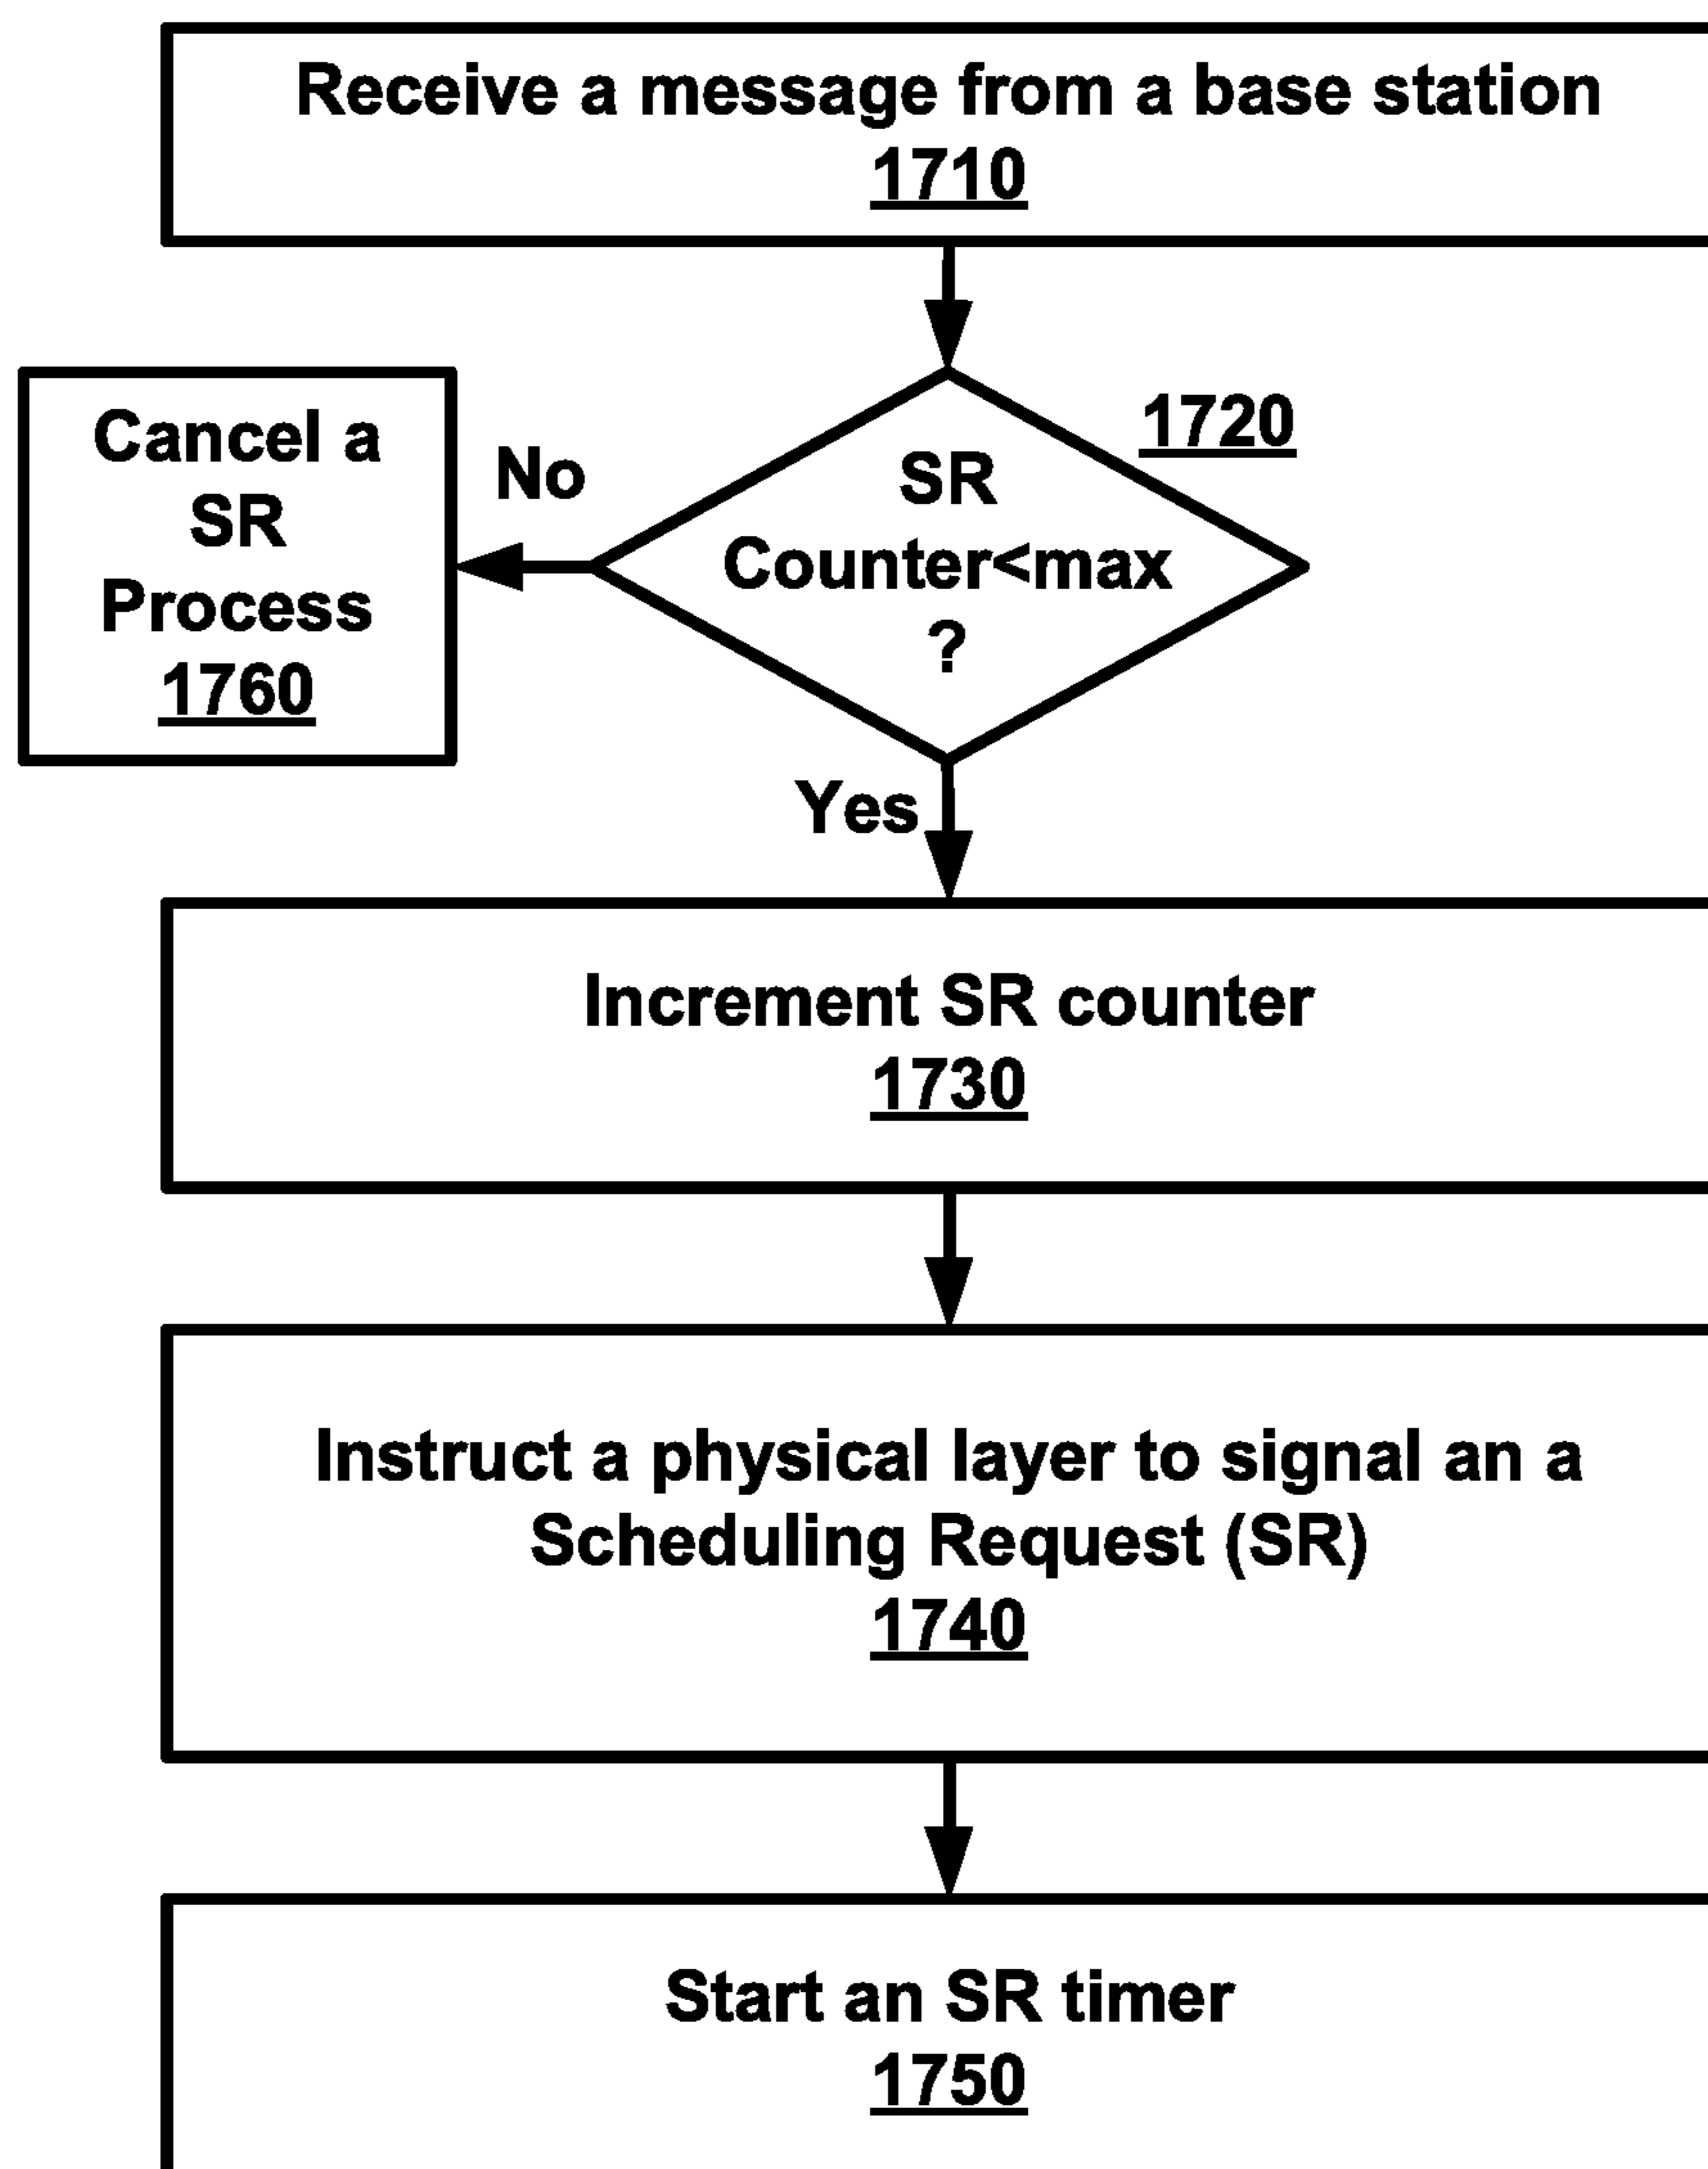 Receive a message from a base station
1710
1720
SR
Counter<max
?
No
Cancel a
SR
Process
1760
Yes
Increment SR counter
1730
Instruct a physical layer to signal an a
Scheduling Request (SR)
1740
Start an SR timer
1750